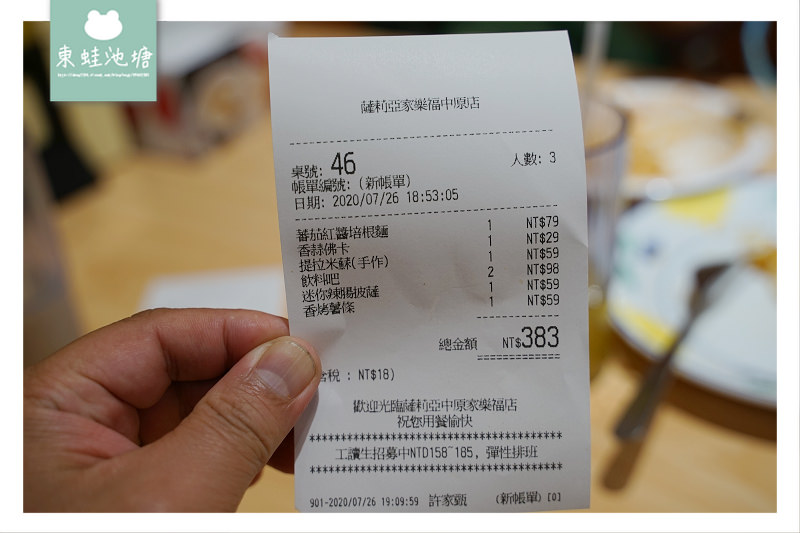 東蛙池塘
薩莉亞家樂福中原店
桌號: 46 人數: 3
帳單編號: (新帳單)
日期: 2020/07/26 18:53:05
蕃茄紅醬培根麵 1 NT$79
香蒜佛卡 1 NT$29
提拉米蘇(手作) 1 NT$59
飲料吧 2 NT$98
迷你辣腸披薩 1 NT$59
香烤薯條 1 NT$59
總金額 NT$383
含稅 : NT$18)
歡迎光臨薩莉亞中原家樂福店
祝您用餐愉快
****************************************
工讀生招募中NTD158~185, 彈性排班
****************************************
901-2020/07/26 19:09:59 許家甄 (新帳單) [0]